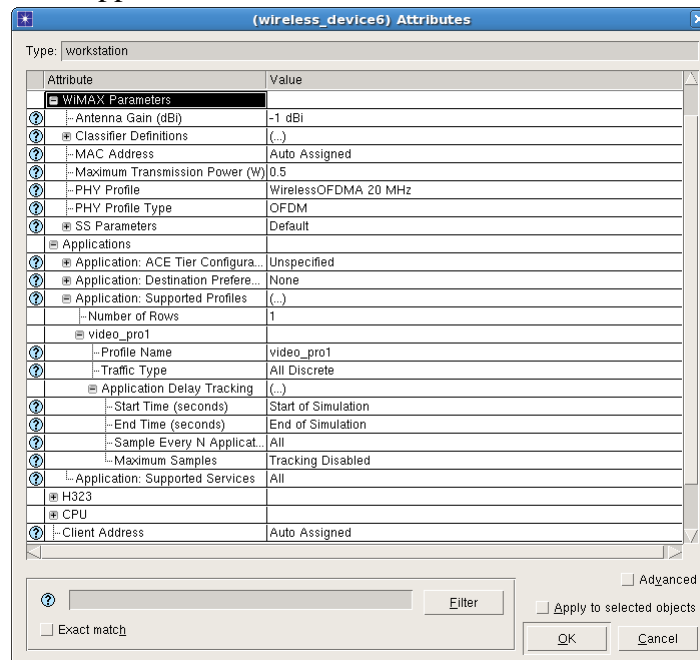 (wireless_device6) Attributes
Type: workstation
Attribute Value
WiMAX Parameters
Antenna Gain (dBi) -1 dBi
Classifier Definitions (...)
MAC Address Auto Assigned
Maximum Transmission Power (W) 0.5
PHY Profile WirelessOFDMA 20 MHz
PHY Profile Type OFDM
SS Parameters Default
Applications
Application: ACE Tier Configura... Unspecified
Application: Destination Prefere... None
Application: Supported Profiles (...)
Number of Rows 1
video_pro1
Profile Name video_pro1
Traffic Type All Discrete
Application Delay Tracking (...)
Start Time (seconds) Start of Simulation
End Time (seconds) End of Simulation
Sample Every N Applicat... All
Maximum Samples Tracking Disabled
Application: Supported Services All
H323
CPU
Client Address Auto Assigned
Advanced
Filter
Apply to selected objects
Exact match
OK Cancel